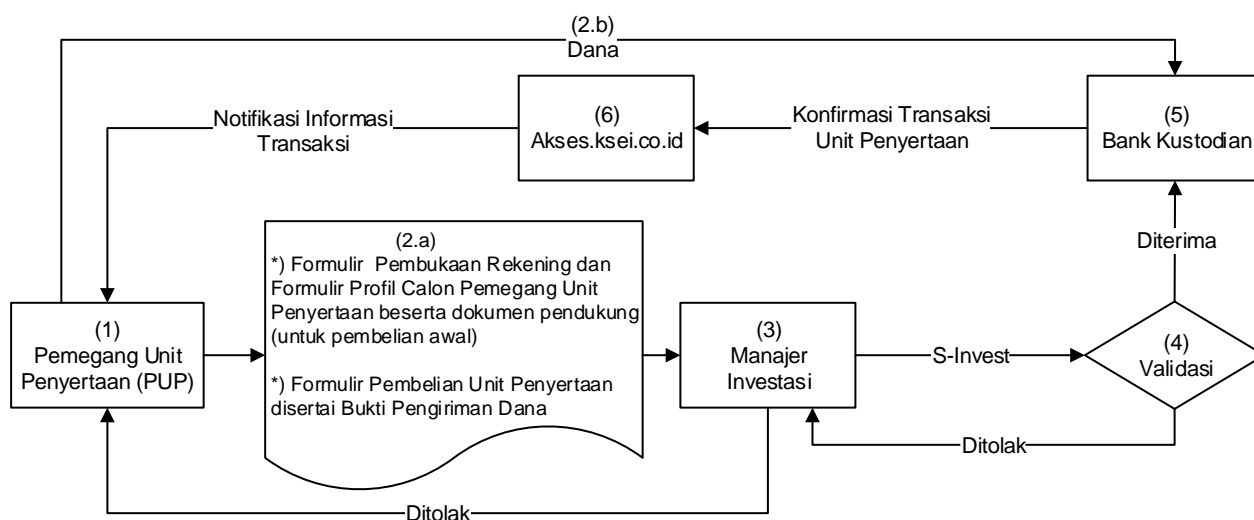 (2.b)
Dana
Notifikasi Informasi
Transaksi
(6)
Akses.ksei.co.id
Konfirmasi Transaksi
Unit Penyertaan
(5)
Bank Kustodian
(2.a)
*) Formulir Pembukaan Rekening dan
Formulir Profil Calon Pemegang Unit
Penyertaan beserta dokumen pendukung
(untuk pembelian awal)
*) Formulir Pembelian Unit Penyertaan
disertai Bukti Pengiriman Dana
Diterima
(1)
Pemegang Unit
Penyertaan (PUP)
(3)
Manajer
Investasi
S-Invest
(4)
Validasi
Ditolak
Ditolak